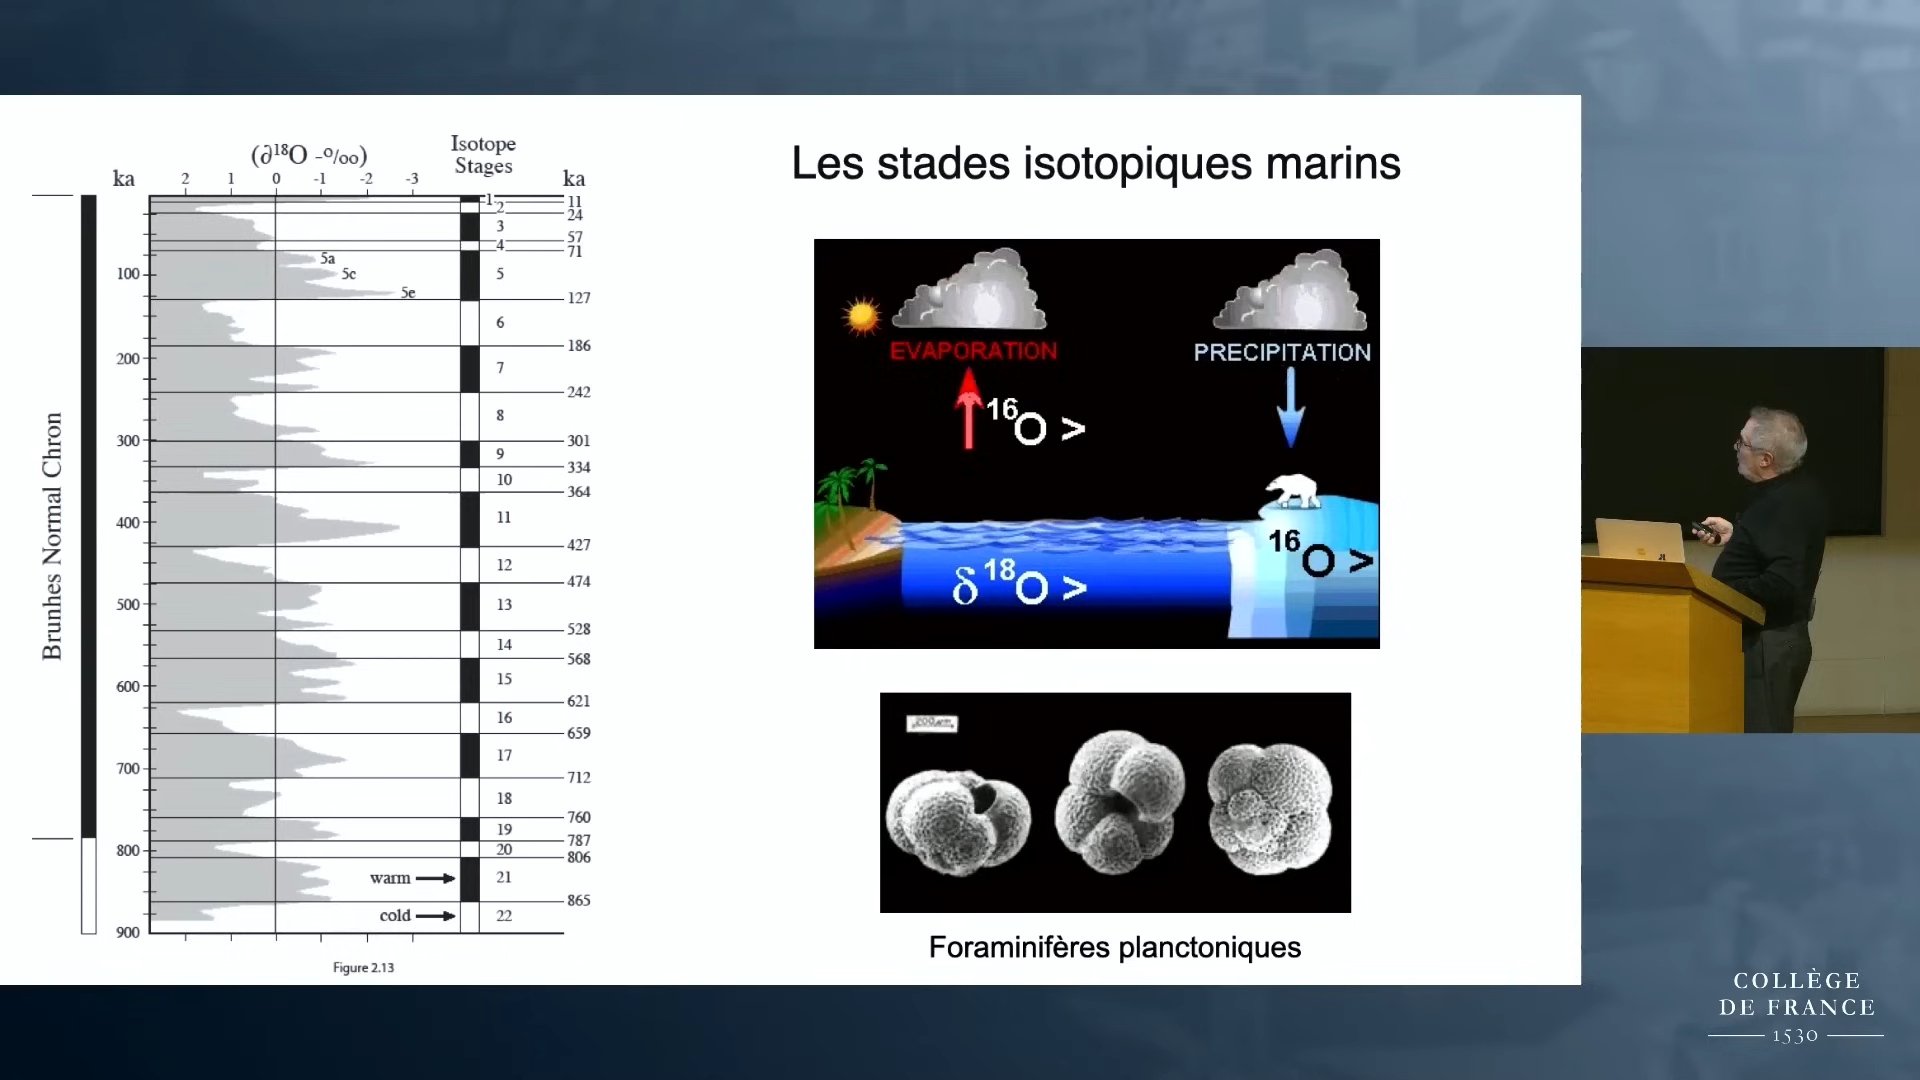 Les stades isotopiques marins
(∂¹⁸O -º/oo)
Isotope
Stages
ka
2 1 0 -1 -2 -3
ka
Brunhes Normal Chron
100
200
300
400
500
600
700
800
900
5a
5c
5e
warm
cold
1
2
3
4
5
6
7
8
9
10
11
12
13
14
15
16
17
18
19
20
21
22
11
24
57
71
127
186
242
301
334
364
427
474
528
568
621
659
712
760
787
806
865
Figure 2.13
EVAPORATION
PRECIPITATION
¹⁶O >
δ ¹⁸O >
¹⁶O >
200µm
Foraminifères planctoniques
COLLÈGE
DE FRANCE
1530